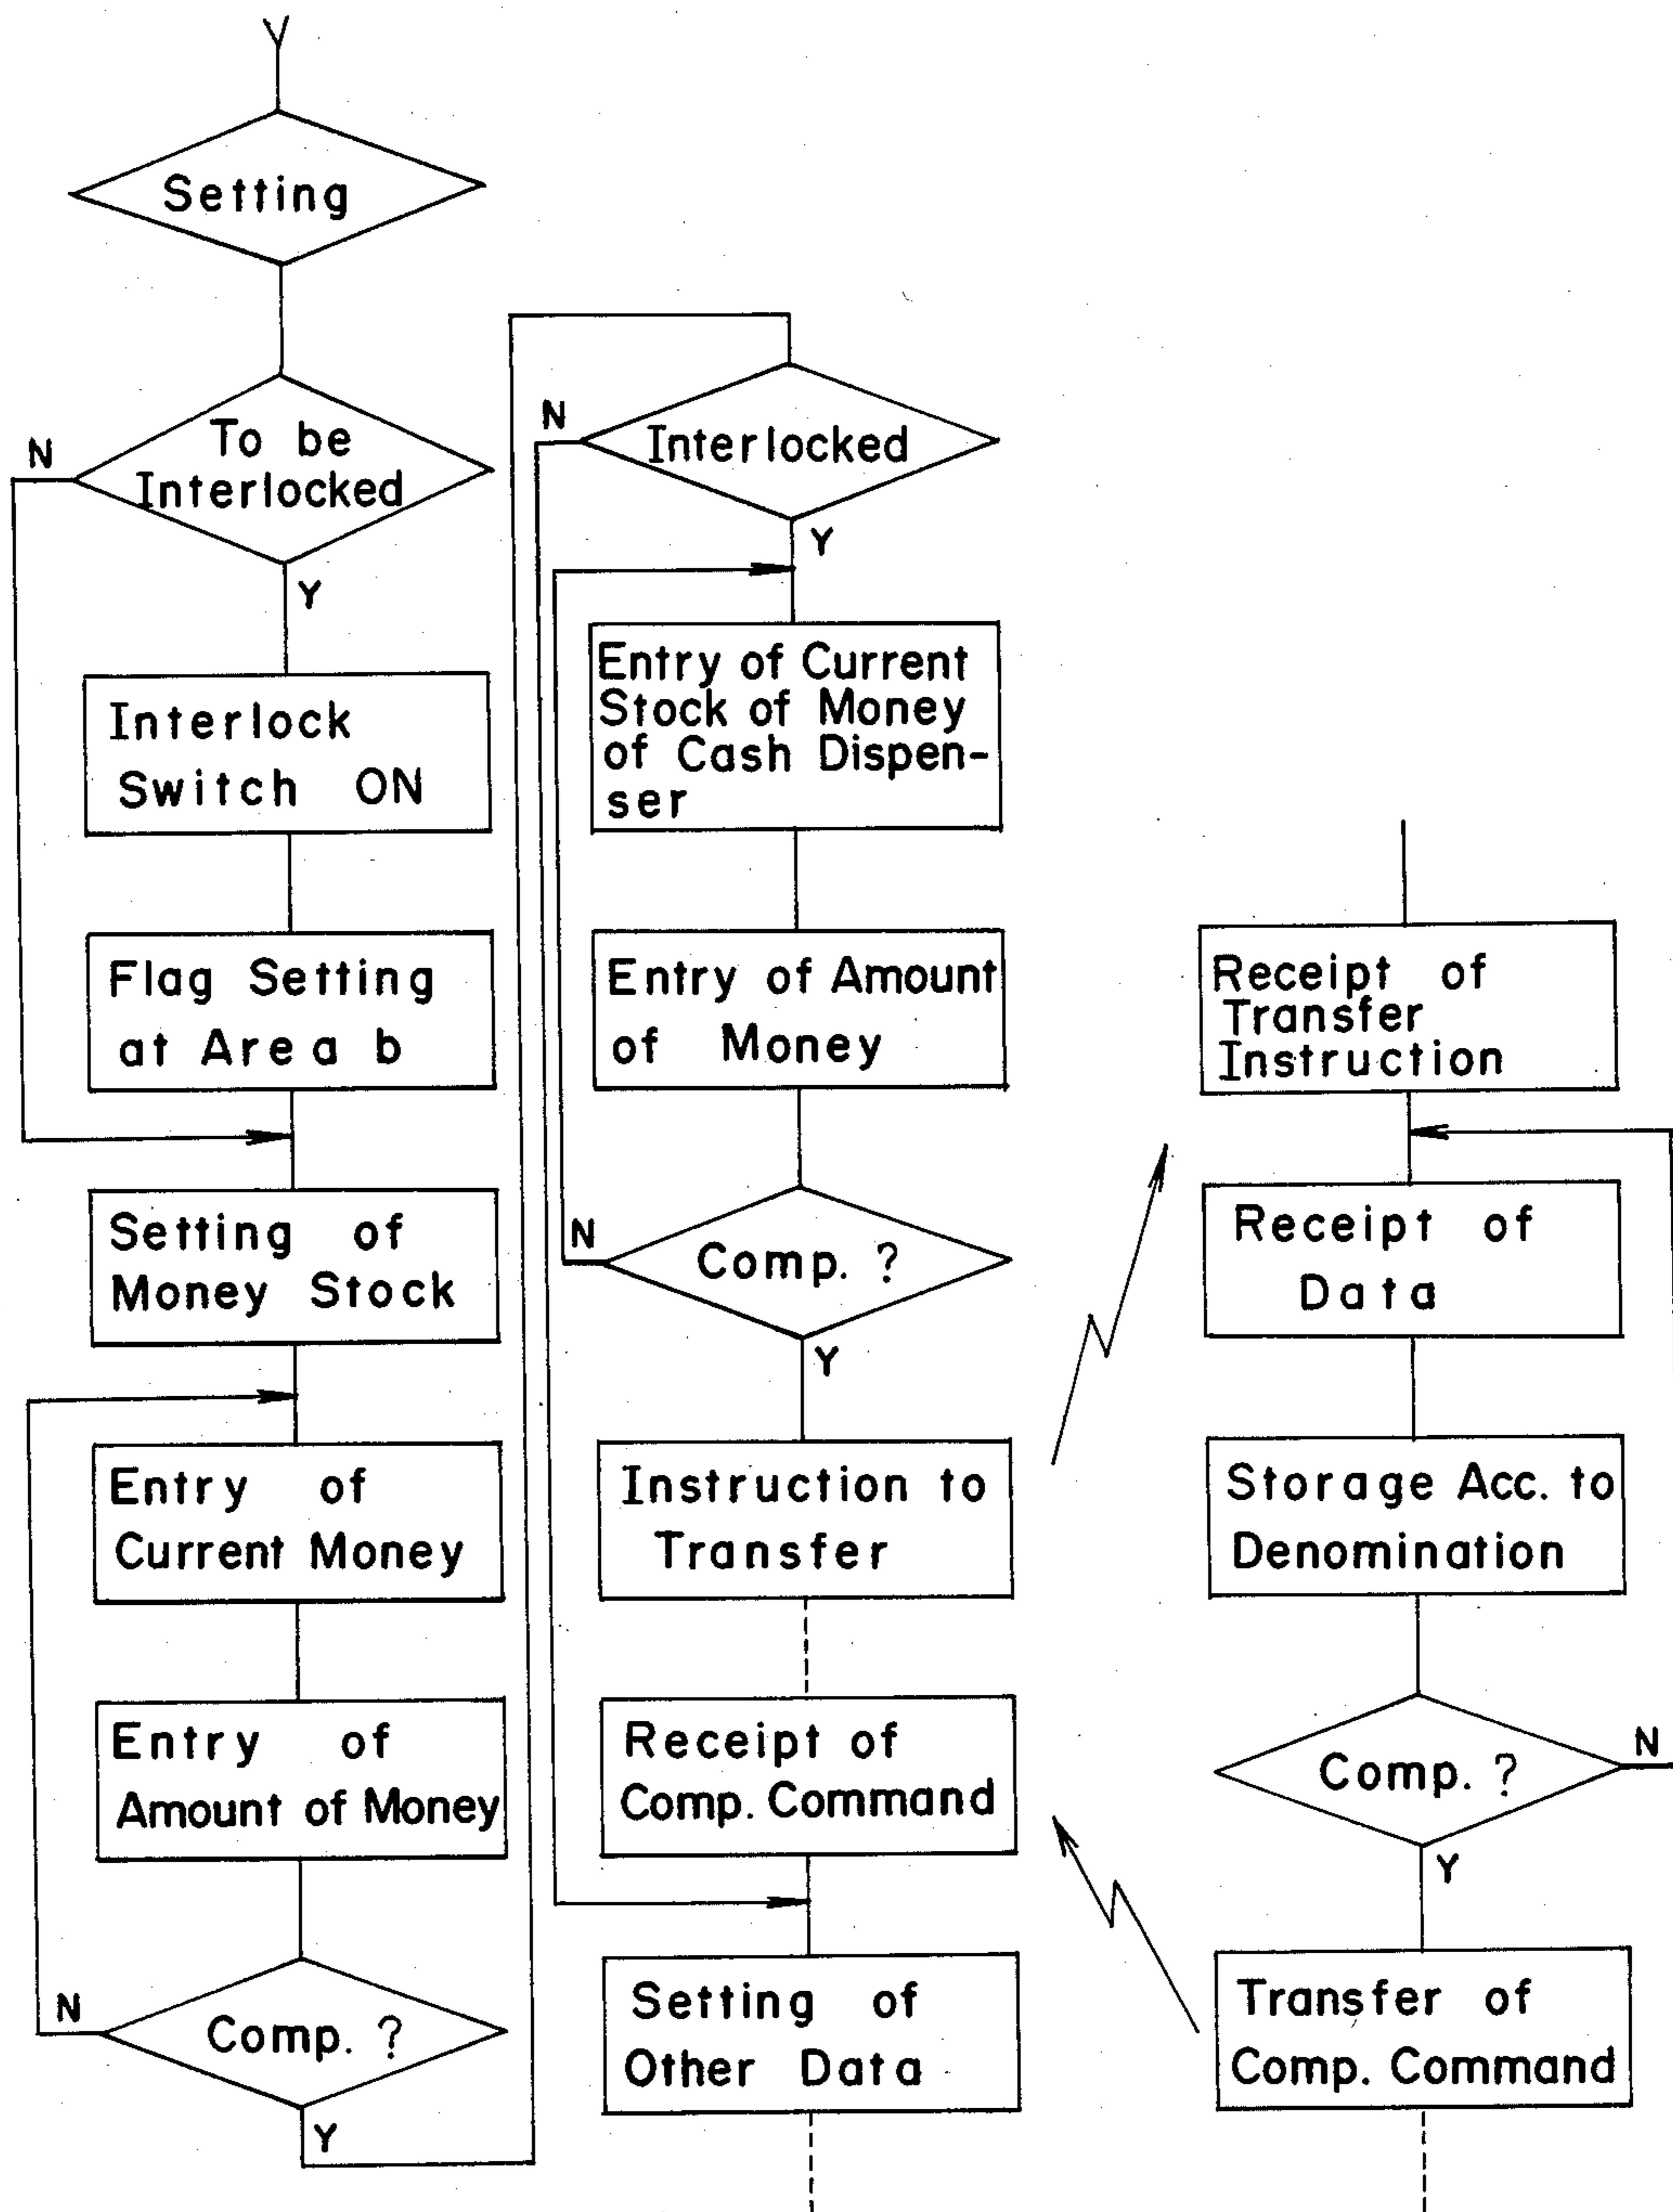 Setting
To be
Interlocked
N
Y
Interlock
Switch ON
Flag Setting
at Area b
Setting of
Money Stock
Entry of
Current Money
Entry of
Amount of Money
Comp. ?
N
Y
Interlocked
N
Y
Entry of Current
Stock of Money
of Cash Dispen-
ser
Entry of Amount
of Money
Comp. ?
N
Y
Instruction to
Transfer
Receipt of
Comp. Command
Setting of
Other Data
Receipt of
Transfer
Instruction
Receipt of
Data
Storage Acc. to
Denomination
Comp. ?
N
Y
Transfer of
Comp. Command